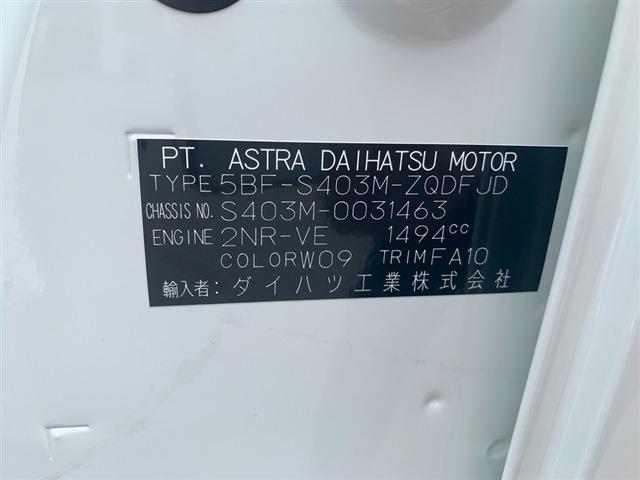 PT. ASTRA DAIHATSU MOTOR
TYPE 5BF-S403M-ZQDFJD
CHASSIS NO. S403M-0031463
ENGINE 2NR-VE 1494cc
COLOR W09 TRIM FA10
輸入者: ダイハツ工業株式会社